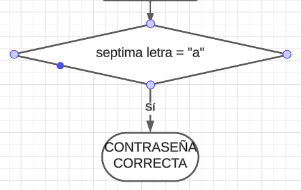 septima letra = "a"
sí
CONTRASEÑA
CORRECTA